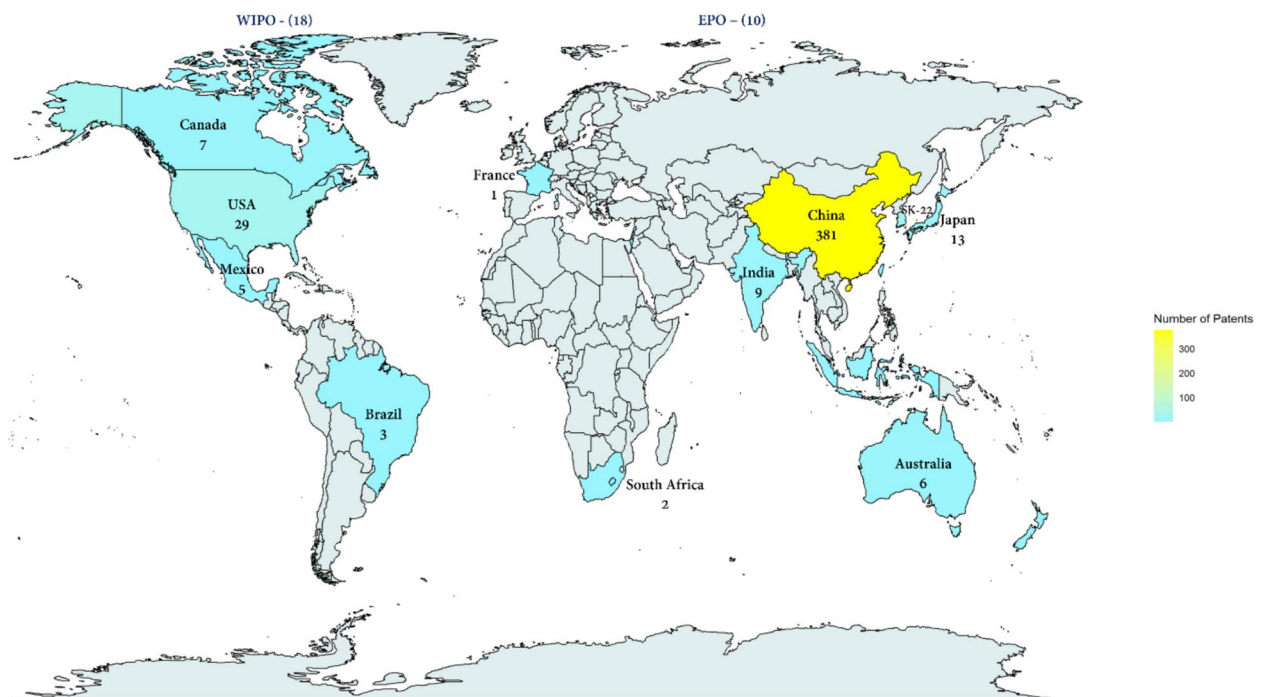 WIPO - (18)
EPO – (10)
Canada
7
France
1
USA
29
China
381
SK-22
Japan
13
Mexico
5
India
9
Number of Patents
300
200
100
Brazil
3
Australia
6
South Africa
2